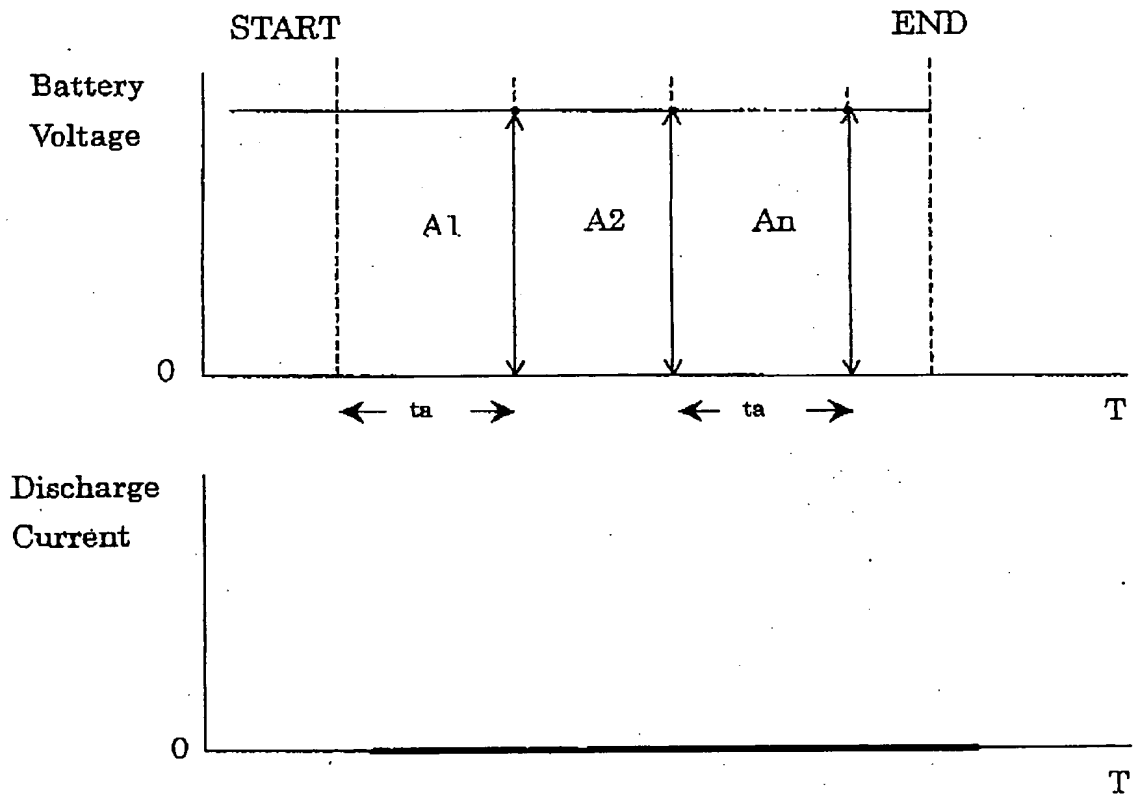 START
END
Battery
Voltage
A1
A2
An
0
ta
ta
T
Discharge
Current
0
T